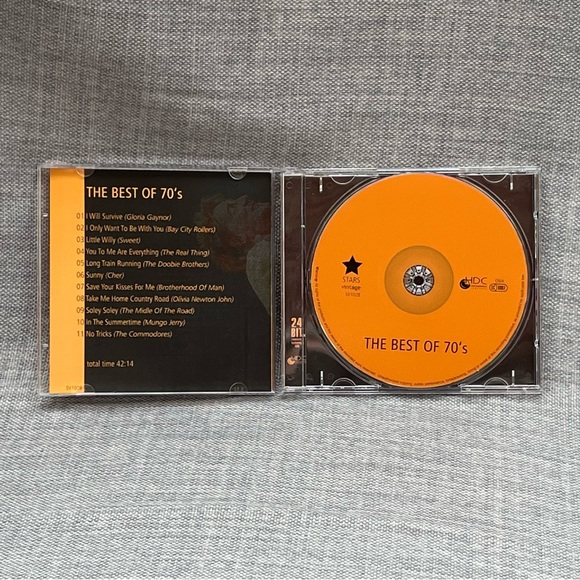 THE BEST OF 70's
01 I Will Survive (Gloria Gaynor)
02 I Only Want To Be With You (Bay City Rollers)
03 Little Willy (Sweet)
04 You To Me Are Everything (The Real Thing)
05 Long Train Running (The Doobie Brothers)
06 Sunny (Cher)
07 Save Your Kisses For Me (Brotherhood Of Man)
08 Take Me Home Country Road (Olivia Newton John)
09 Soley Soley (The Midle Of The Road)
10 In The Summertime (Mungo Jerry)
11 No Tricks (The Commodores)
total time 42:14
24
BIT
STARS
vintage
HDC
THE BEST OF 70's